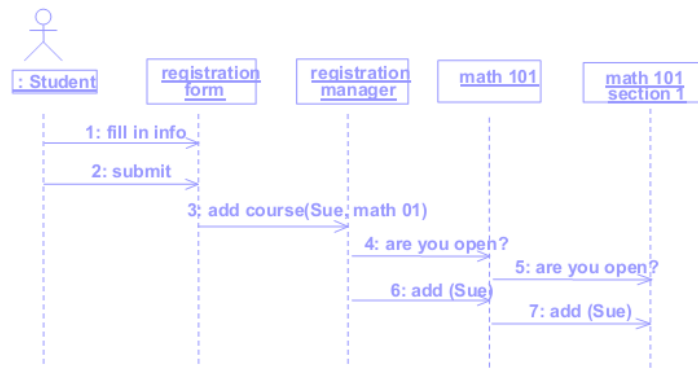 : Student
registration
form
registration
manager
math 101
math 101
section 1
1: fill in info
2: submit
3: add course(Sue, math 01)
4: are you open?
5: are you open?
6: add (Sue)
7: add (Sue)